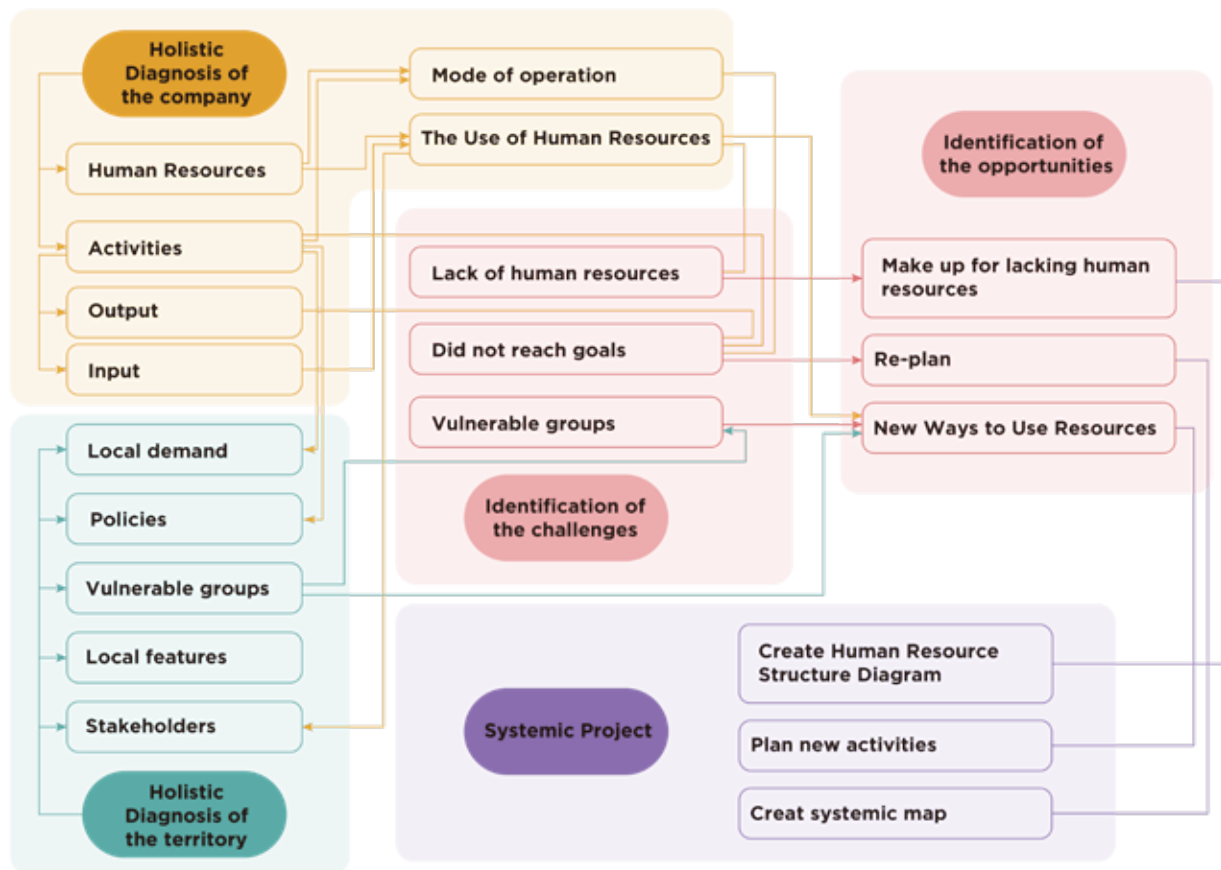 Holistic
Diagnosis of
the company
Human Resources
Activities
Output
Input
Mode of operation
The Use of Human Resources
Lack of human resources
Did not reach goals
Vulnerable groups
Identification of
the challenges
Identification of
the opportunities
Make up for lacking human
resources
Re-plan
New Ways to Use Resources
Local demand
Policies
Vulnerable groups
Local features
Stakeholders
Holistic
Diagnosis of
the territory
Systemic Project
Create Human Resource
Structure Diagram
Plan new activities
Creat systemic map